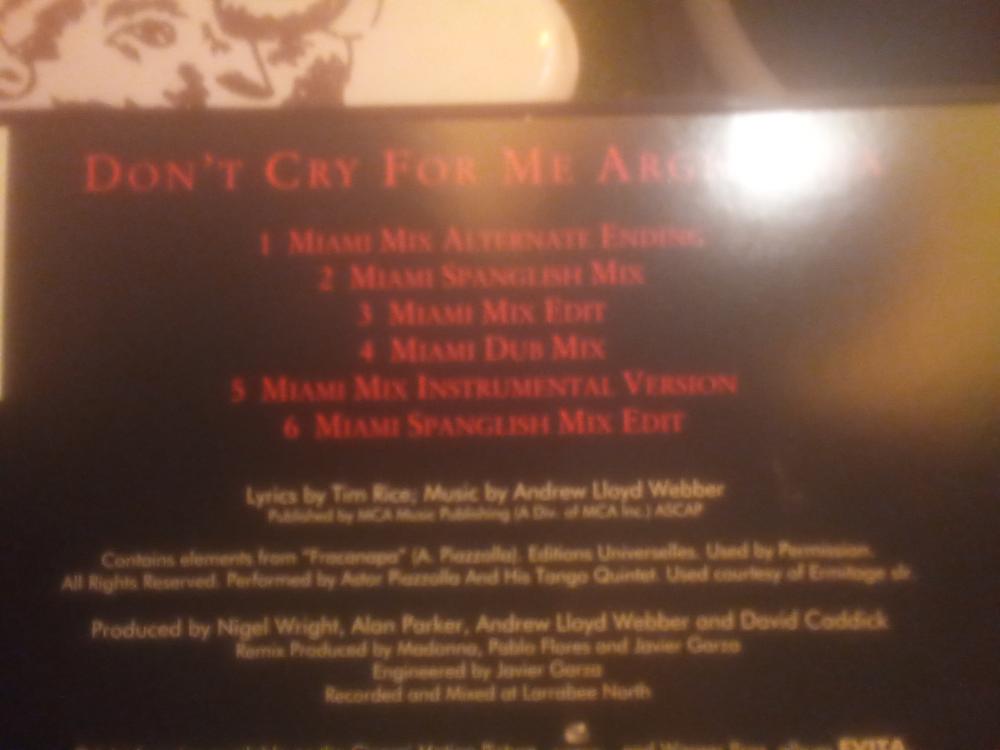 DON'T CRY FOR ME
1 MIAMI MIX ALTERNATE ENDING
2 MIAMI SPANGLISH MIX
3 MIAMI MIX EDIT
4 MIAMI DUB MIX
5 MIAMI MIX INSTRUMENTAL VERSION
6 MIAMI SPANGLISH MIX EDIT
Lyrics by Tim Rice; Music by Andrew Lloyd Webber
Published by MCA Music Publishing (A Div. of MCA Inc.) ASCAP
Contains elements from "Fracanapa" (A. Piazzolla). Editions Universelles. Used by Permission.
All Rights Reserved. Performed by Astor Piazzolla And His Tango Quintet. Used courtesy of Ermitage slr.
Produced by Nigel Wright, Alan Parker, Andrew Lloyd Webber and David Caddick
Remix Produced by Madonna, Pablo Flores and Javier Garza
Engineered by Javier Garza
Recorded and Mixed at Larrabee North
EVITA